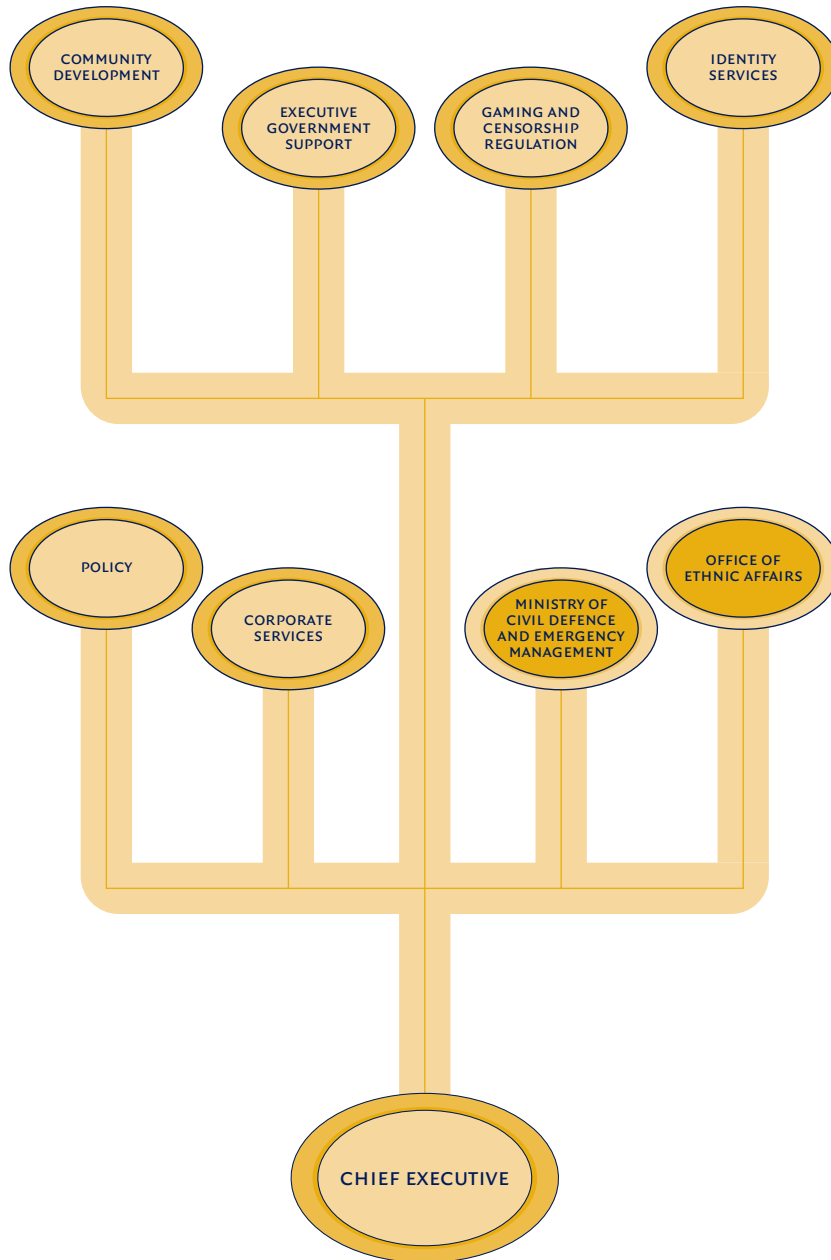 COMMUNITY
DEVELOPMENT
EXECUTIVE
GOVERNMENT
SUPPORT
GAMING AND
CENSORSHIP
REGULATION
IDENTITY
SERVICES
POLICY
CORPORATE
SERVICES
MINISTRY OF
CIVIL DEFENCE
AND EMERGENCY
MANAGEMENT
OFFICE OF
ETHNIC AFFAIRS
CHIEF EXECUTIVE